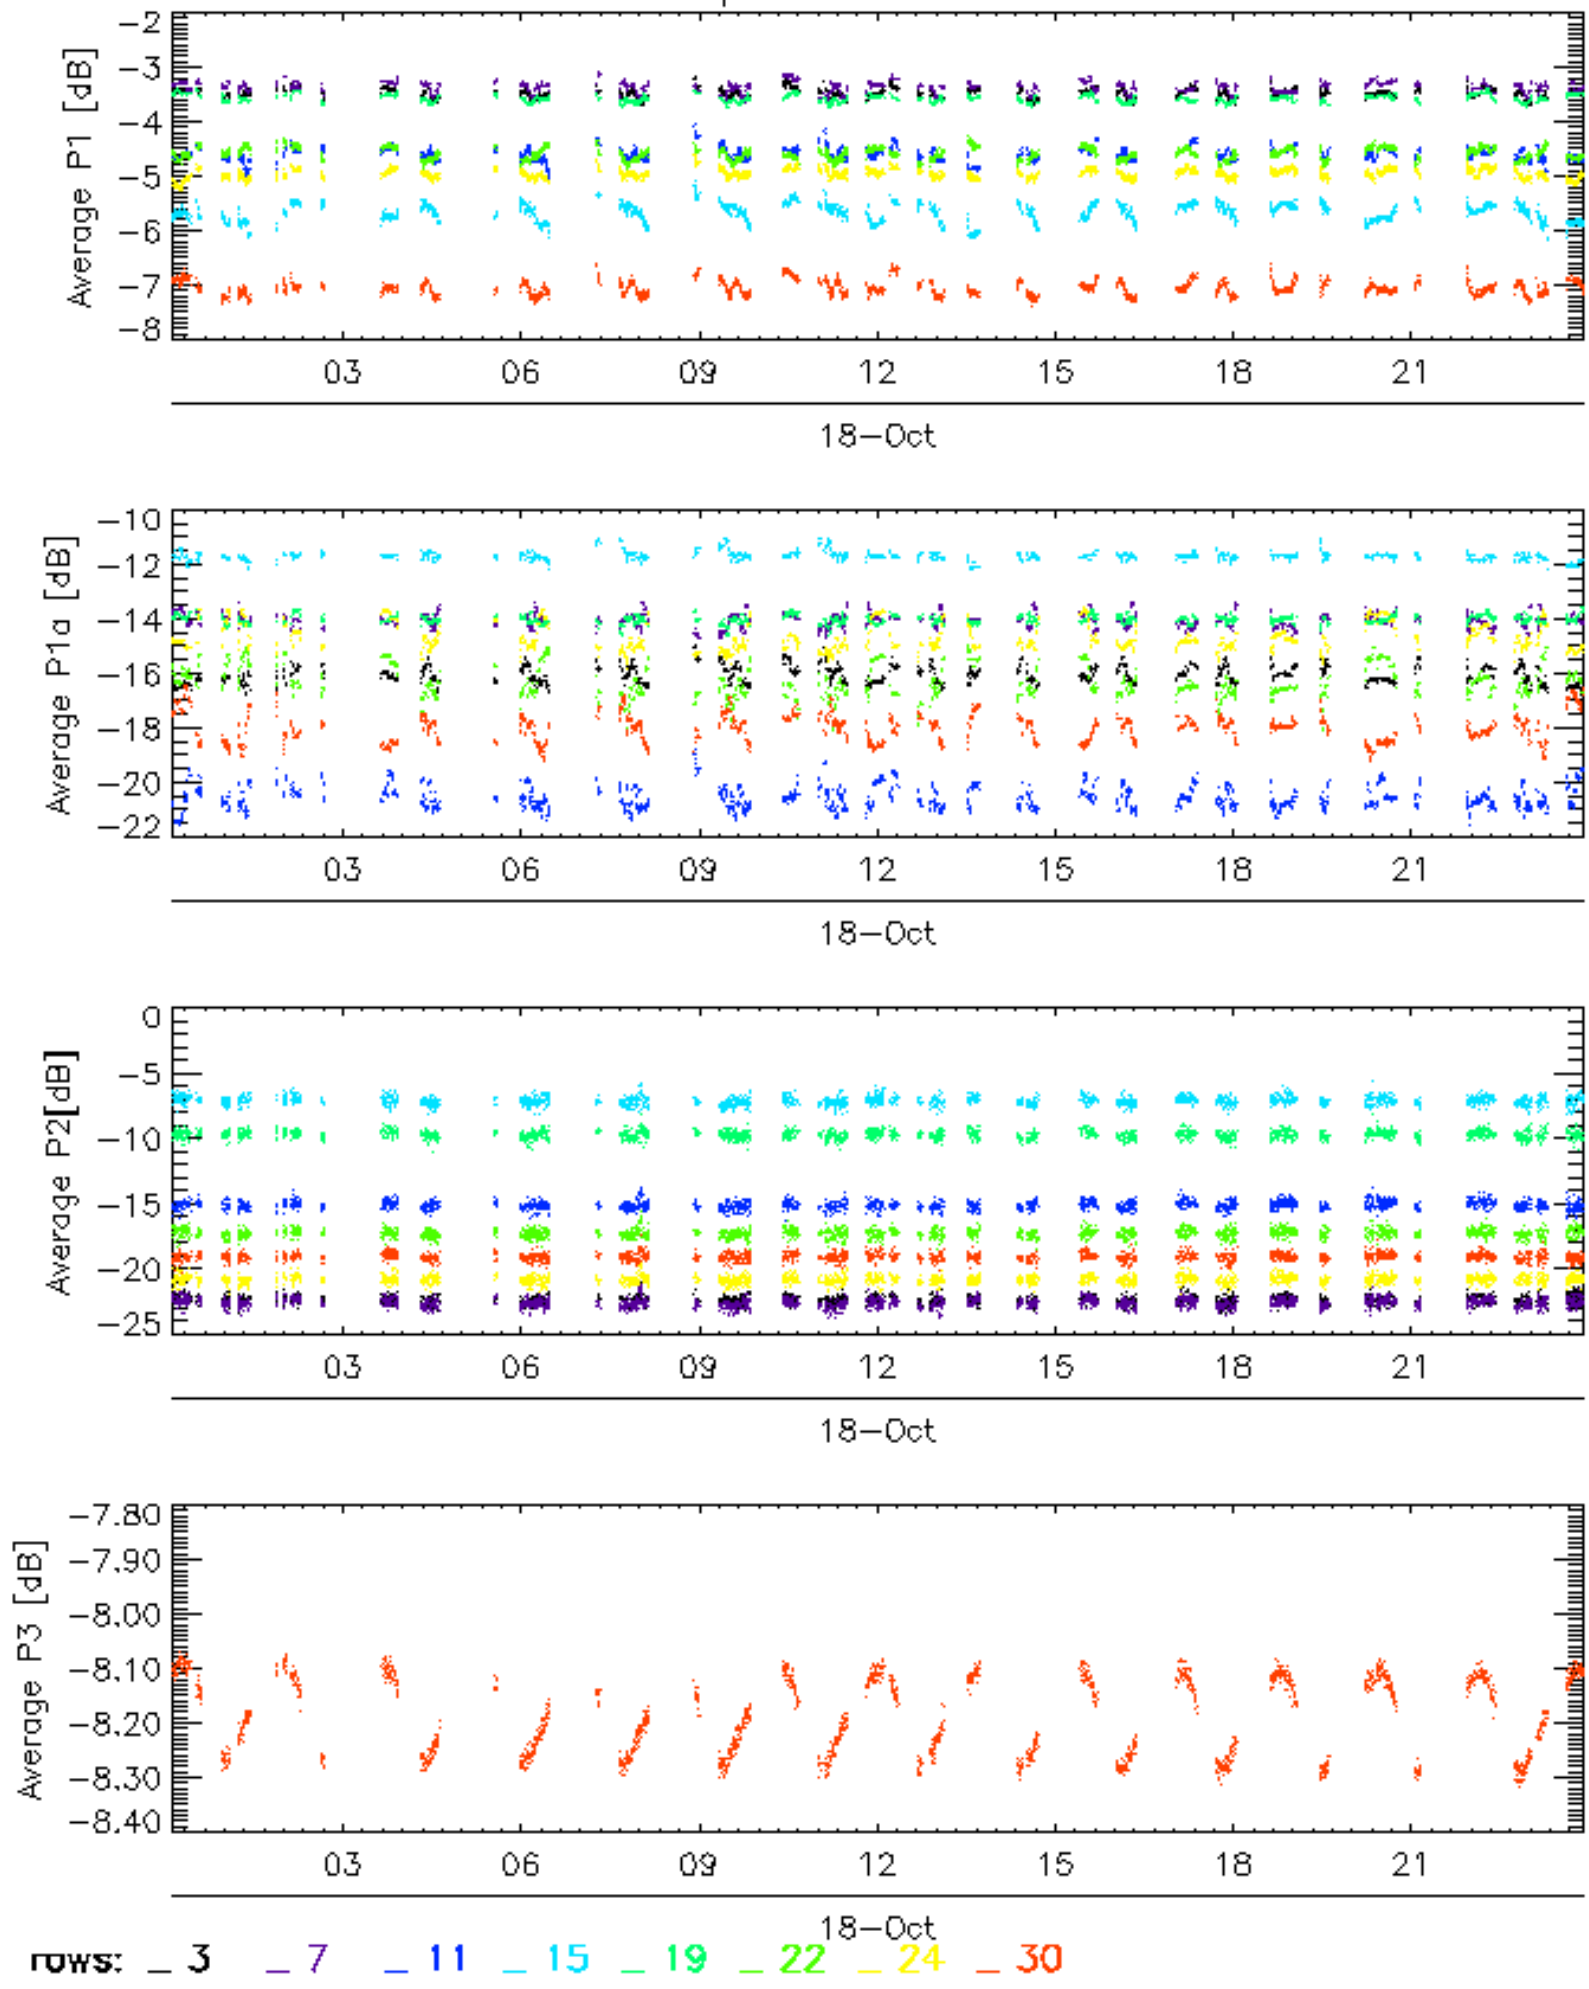 Average P1 [dB]
-2
-3
-4
-5
-6
-7
-8
03 06 09 12 15 18 21
18-Oct
Average P1a [dB]
-10
-12
-14
-16
-18
-20
-22
03 06 09 12 15 18 21
18-Oct
Average P2[dB]
0
-5
-10
-15
-20
-25
03 06 09 12 15 18 21
18-Oct
Average P3 [dB]
-7.80
-7.90
-8.00
-8.10
-8.20
-8.30
-8.40
03 06 09 12 15 18 21
18-Oct
rows: _ 3 _ 7 _ 11 _ 15 _ 19 _ 22 _ 24 _ 30